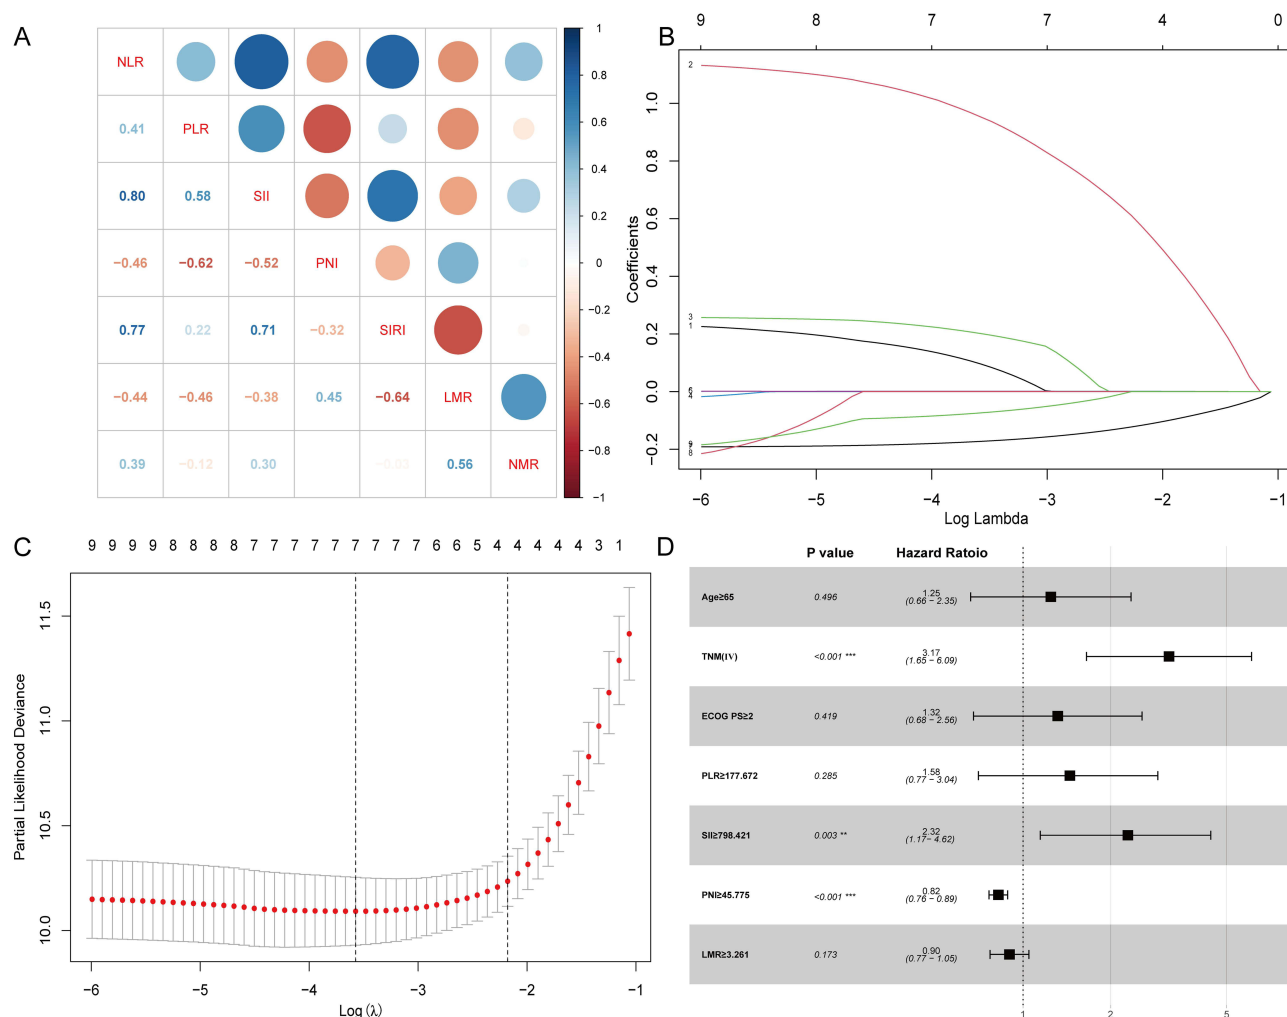 A
NLR
0.41 PLR
0.80 0.58 SII
−0.46 −0.62 −0.52 PNI
0.77 0.22 0.71 −0.32 SIRI
−0.44 −0.46 −0.38 0.45 −0.64 LMR
0.39 −0.12 0.30 −0.03 0.56 NMR
1
0.8
0.6
0.4
0.2
0
−0.2
−0.4
−0.6
−0.8
−1
B
9 8 7 7 4 0
Coefficients
1.0
0.8
0.6
0.4
0.2
0.0
−0.2
2
3
1
4
8
−6 −5 −4 −3 −2 −1
Log Lambda
C
9 9 9 9 8 8 8 8 7 7 7 7 7 7 7 7 7 6 6 5 4 4 4 4 4 3 1
Partial Likelihood Deviance
11.5
11.0
10.5
10.0
−6 −5 −4 −3 −2 −1
Log(λ)
D
P value Hazard Ratoio
Age≥65 0.496 1.25
(0.66 − 2.35)
TNM(IV) <0.001 *** 3.17
(1.65 − 6.09)
ECOG PS≥2 0.419 1.32
(0.68 − 2.56)
PLR≥177.672 0.285 1.58
(0.77 − 3.04)
SII≥798.421 0.003 ** 2.32
(1.17− 4.62)
PNI≥45.775 <0.001 *** 0.82
(0.76 − 0.89)
LMR≥3.261 0.173 0.90
(0.77 − 1.05)
1 2 5